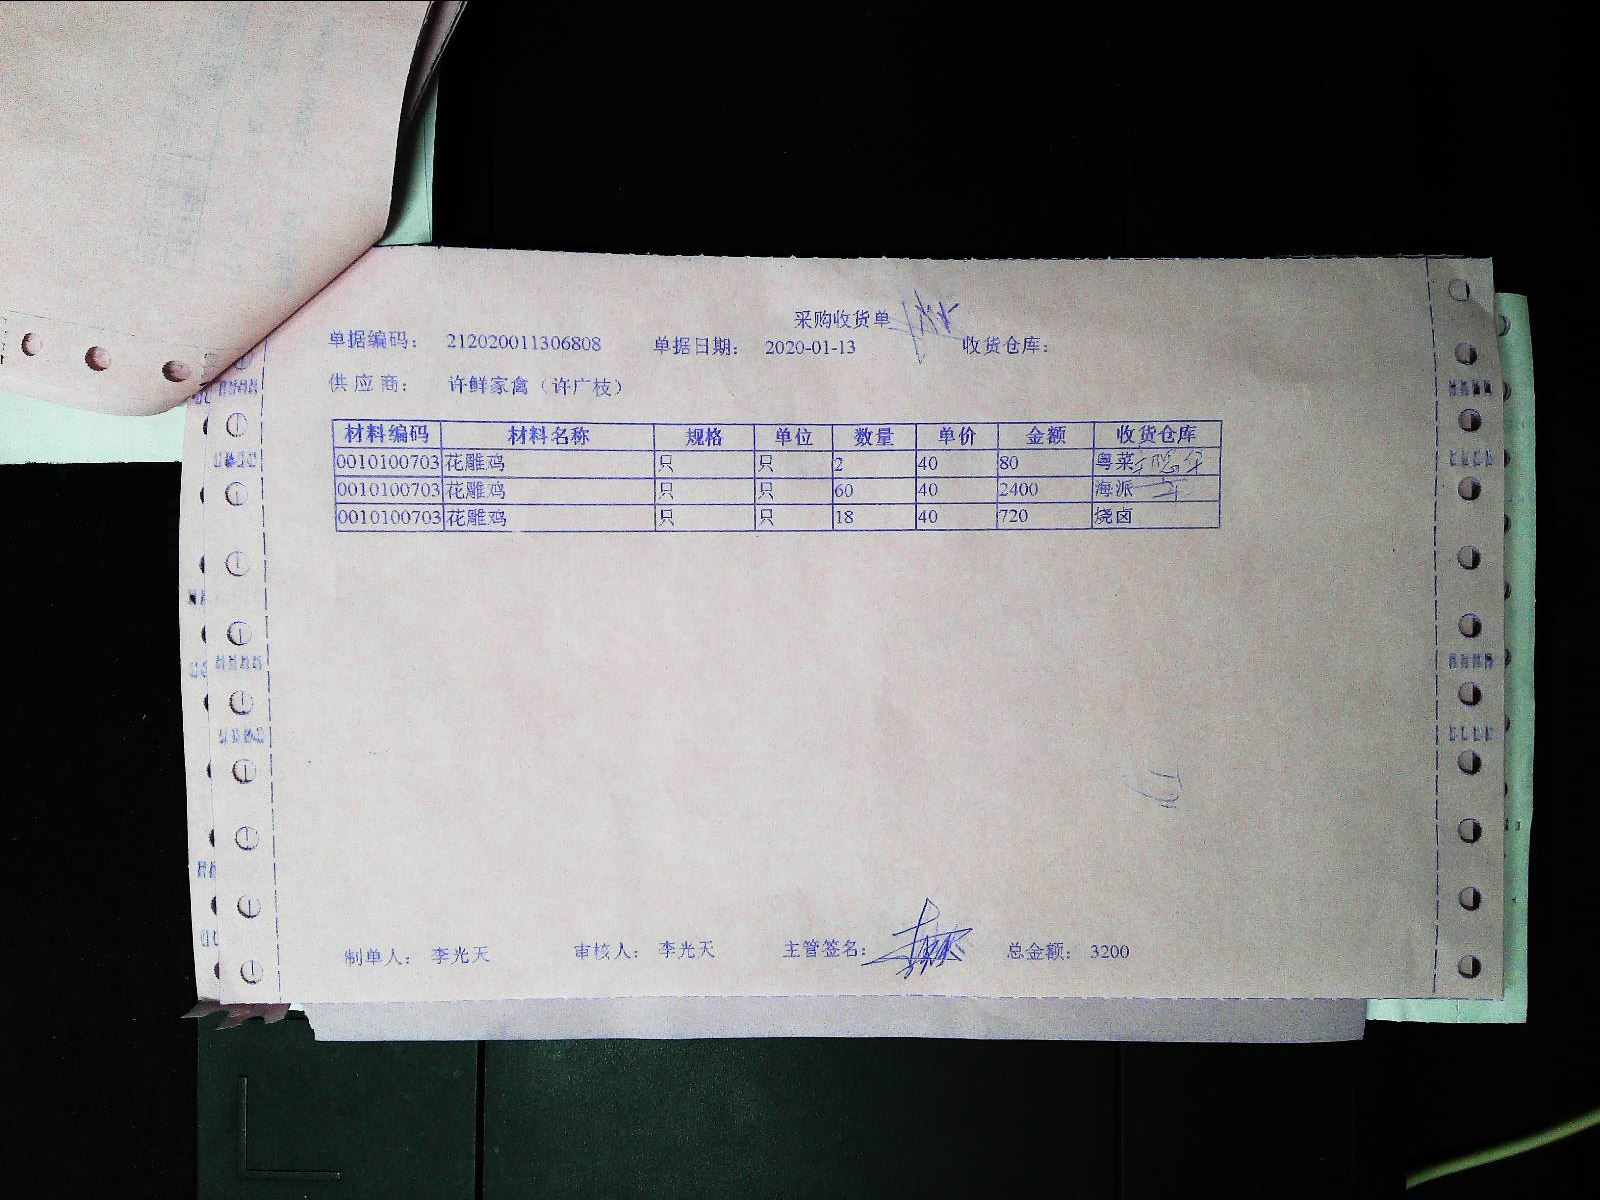 采购收货单
单据编码： 212020011306808 单据日期： 2020-01-13 收货仓库：
供 应 商： 许鲜家禽（许广枝）
材料编码 材料名称 规格 单位 数量 单价 金额 收货仓库
0010100703 花雕鸡 只 只 2 40 80 粤菜
0010100703 花雕鸡 只 只 60 40 2400 海派
0010100703 花雕鸡 只 只 18 40 720 烧卤
制单人： 李光天 审核人： 李光天 主管签名： 总金额： 3200